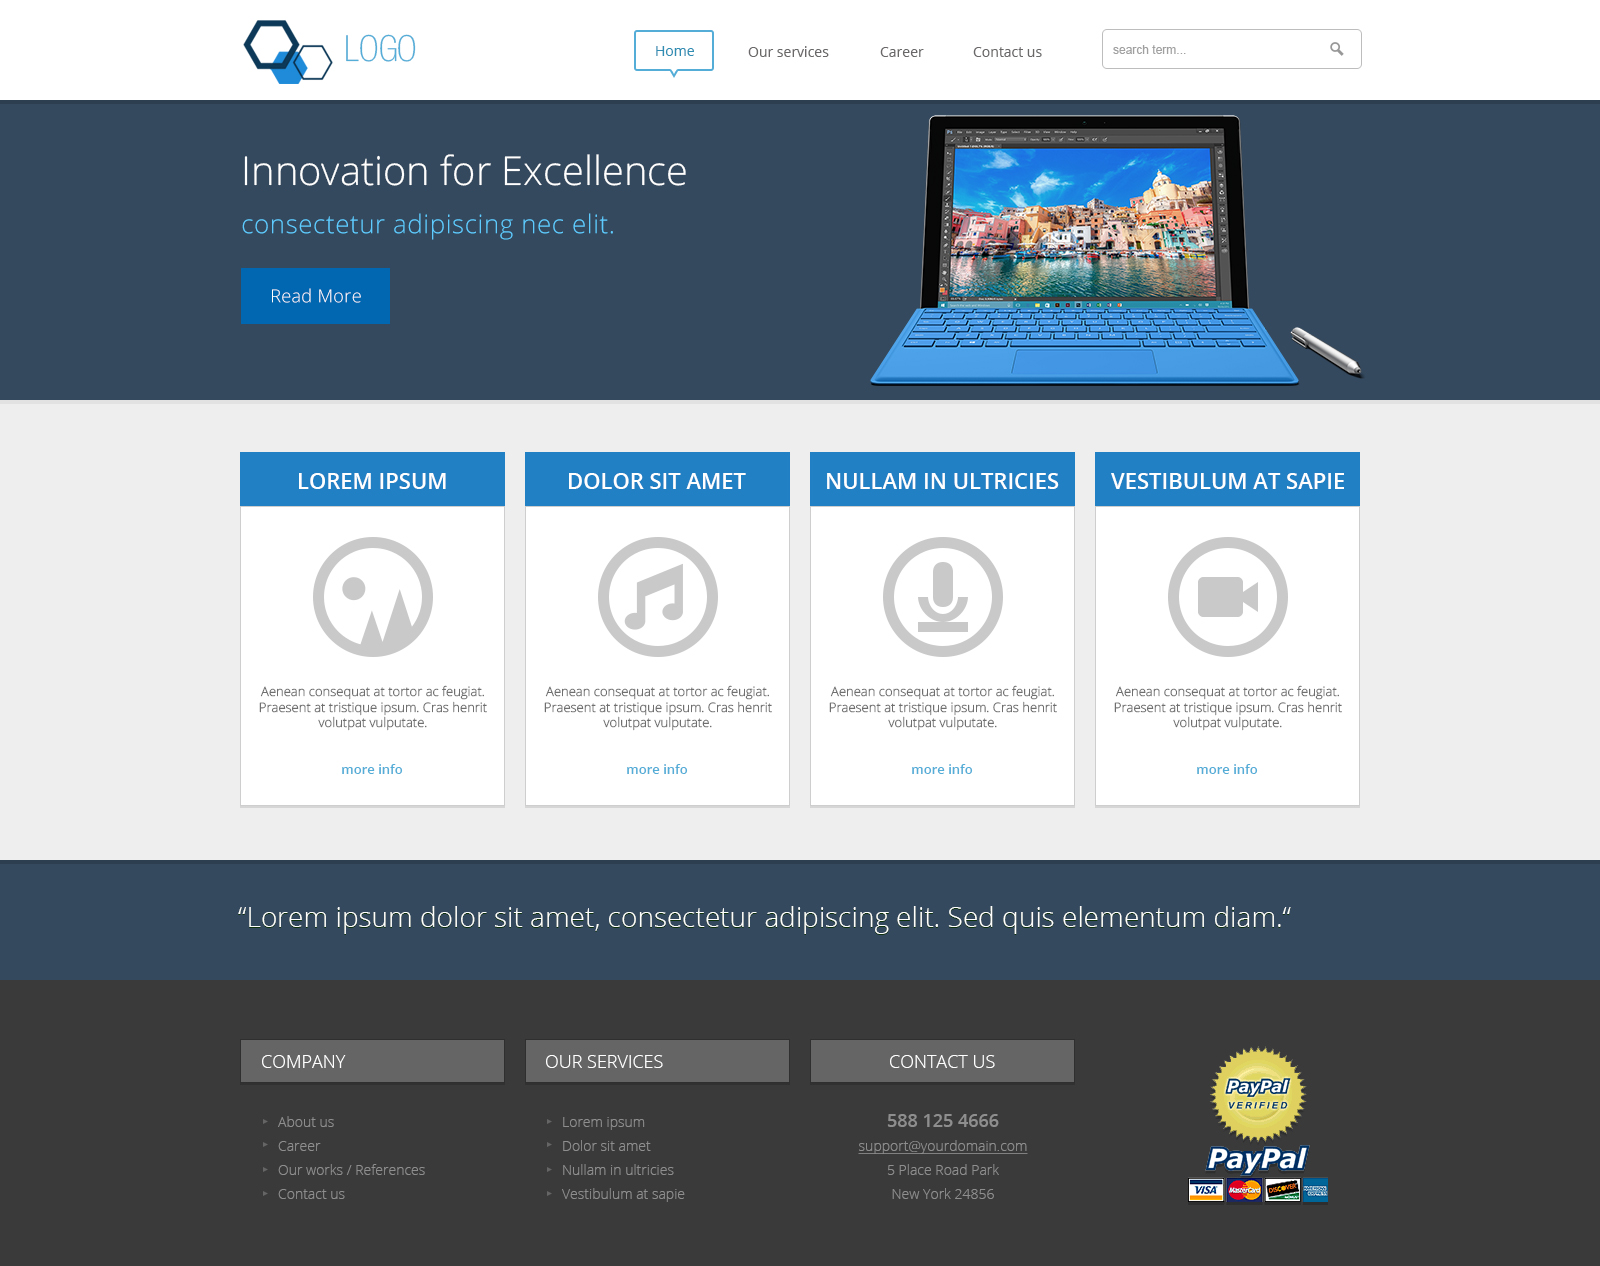 LOGO
Home
Our services
Career
Contact us
search term...
Innovation for Excellence
consectetur adipiscing nec elit.
Read More
LOREM IPSUM
Aenean consequat at tortor ac feugiat.
Praesent at tristique ipsum. Cras henrit
volutpat vulputate.
more info
DOLOR SIT AMET
Aenean consequat at tortor ac feugiat.
Praesent at tristique ipsum. Cras henrit
volutpat vulputate.
more info
NULLAM IN ULTRICIES
Aenean consequat at tortor ac feugiat.
Praesent at tristique ipsum. Cras henrit
volutpat vulputate.
more info
VESTIBULUM AT SAPIE
Aenean consequat at tortor ac feugiat.
Praesent at tristique ipsum. Cras henrit
volutpat vulputate.
more info
“Lorem ipsum dolor sit amet, consectetur adipiscing elit. Sed quis elementum diam.“
COMPANY
About us
Career
Our works / References
Contact us
OUR SERVICES
Lorem ipsum
Dolor sit amet
Nullam in ultricies
Vestibulum at sapie
CONTACT US
588 125 4666
support@yourdomain.com
5 Place Road Park
New York 24856
PayPal
VERIFIED
PayPal
VISA
MasterCard
DISCOVER